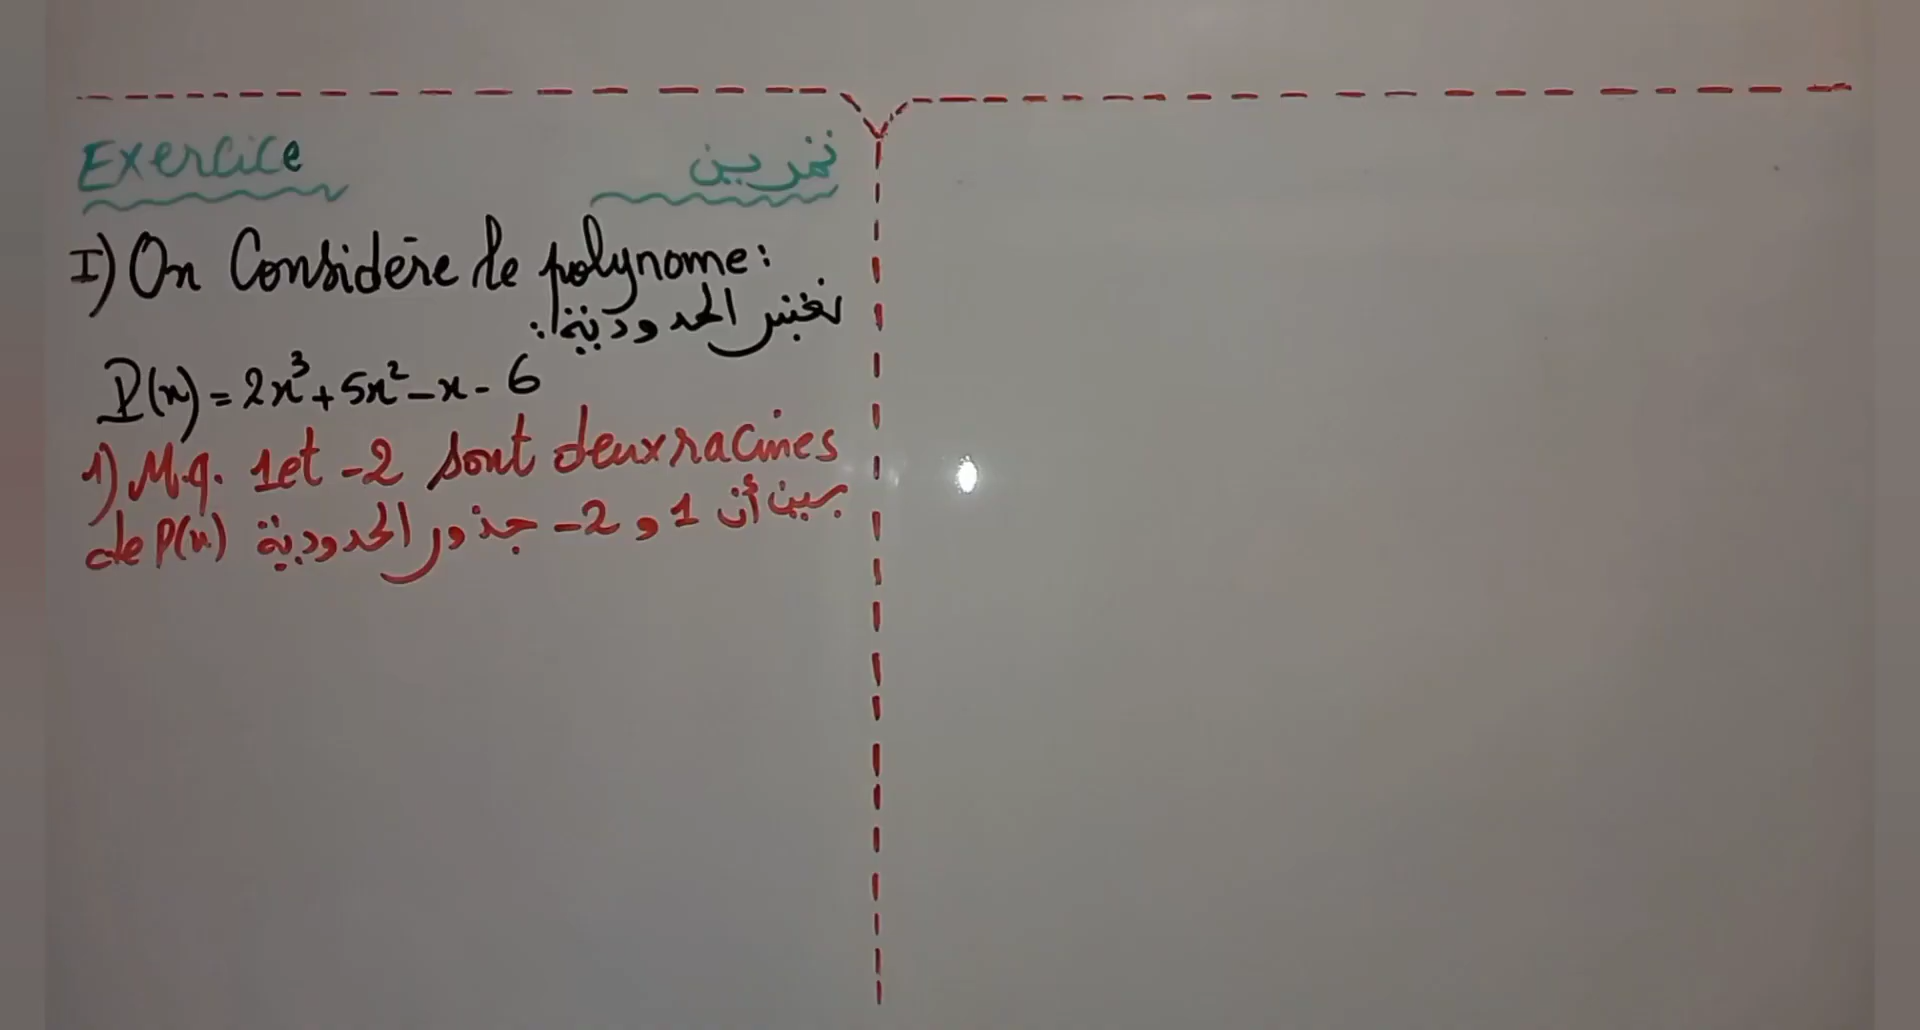 Exercice تمرين
I) On Considère le polynome:
نعتبر الحدودية:
P(x) = 2x³ + 5x² - x - 6
1) M.q. 1 et -2 sont deux racines
بين أن 1 و -2 جذور الحدودية
de P(x)